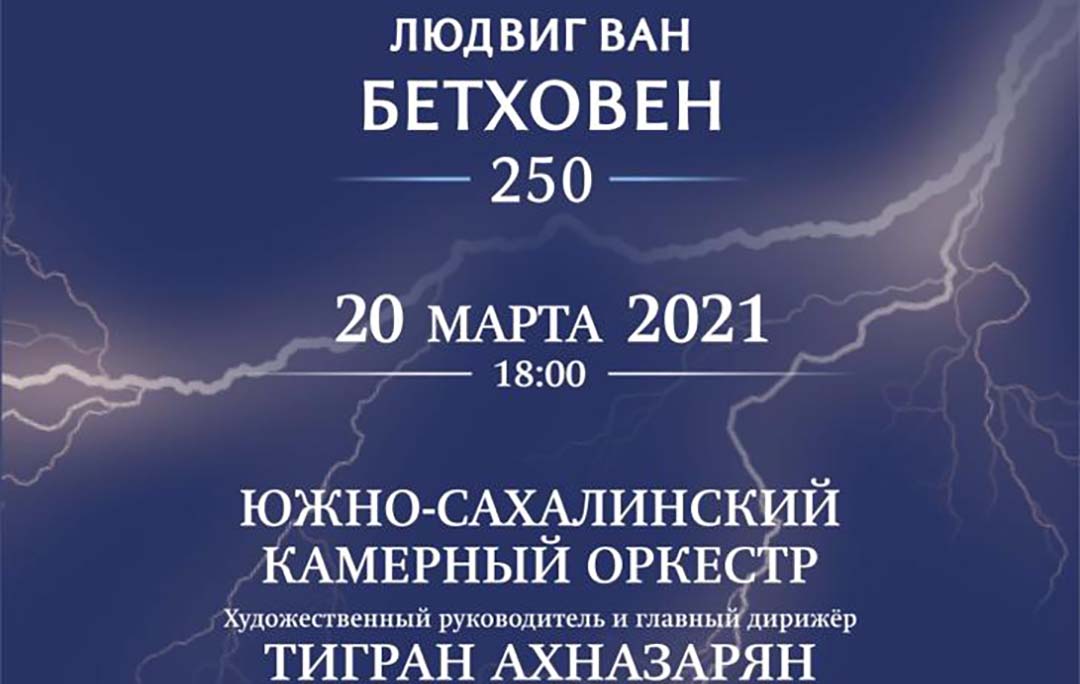 ЛЮДВИГ ВАН
БЕТХОВЕН
250
20 МАРТА 2021
18:00
ЮЖНО-САХАЛИНСКИЙ
КАМЕРНЫЙ ОРКЕСТР
Художественный руководитель и главный дирижёр
ТИГРАН АХНАЗАРЯН